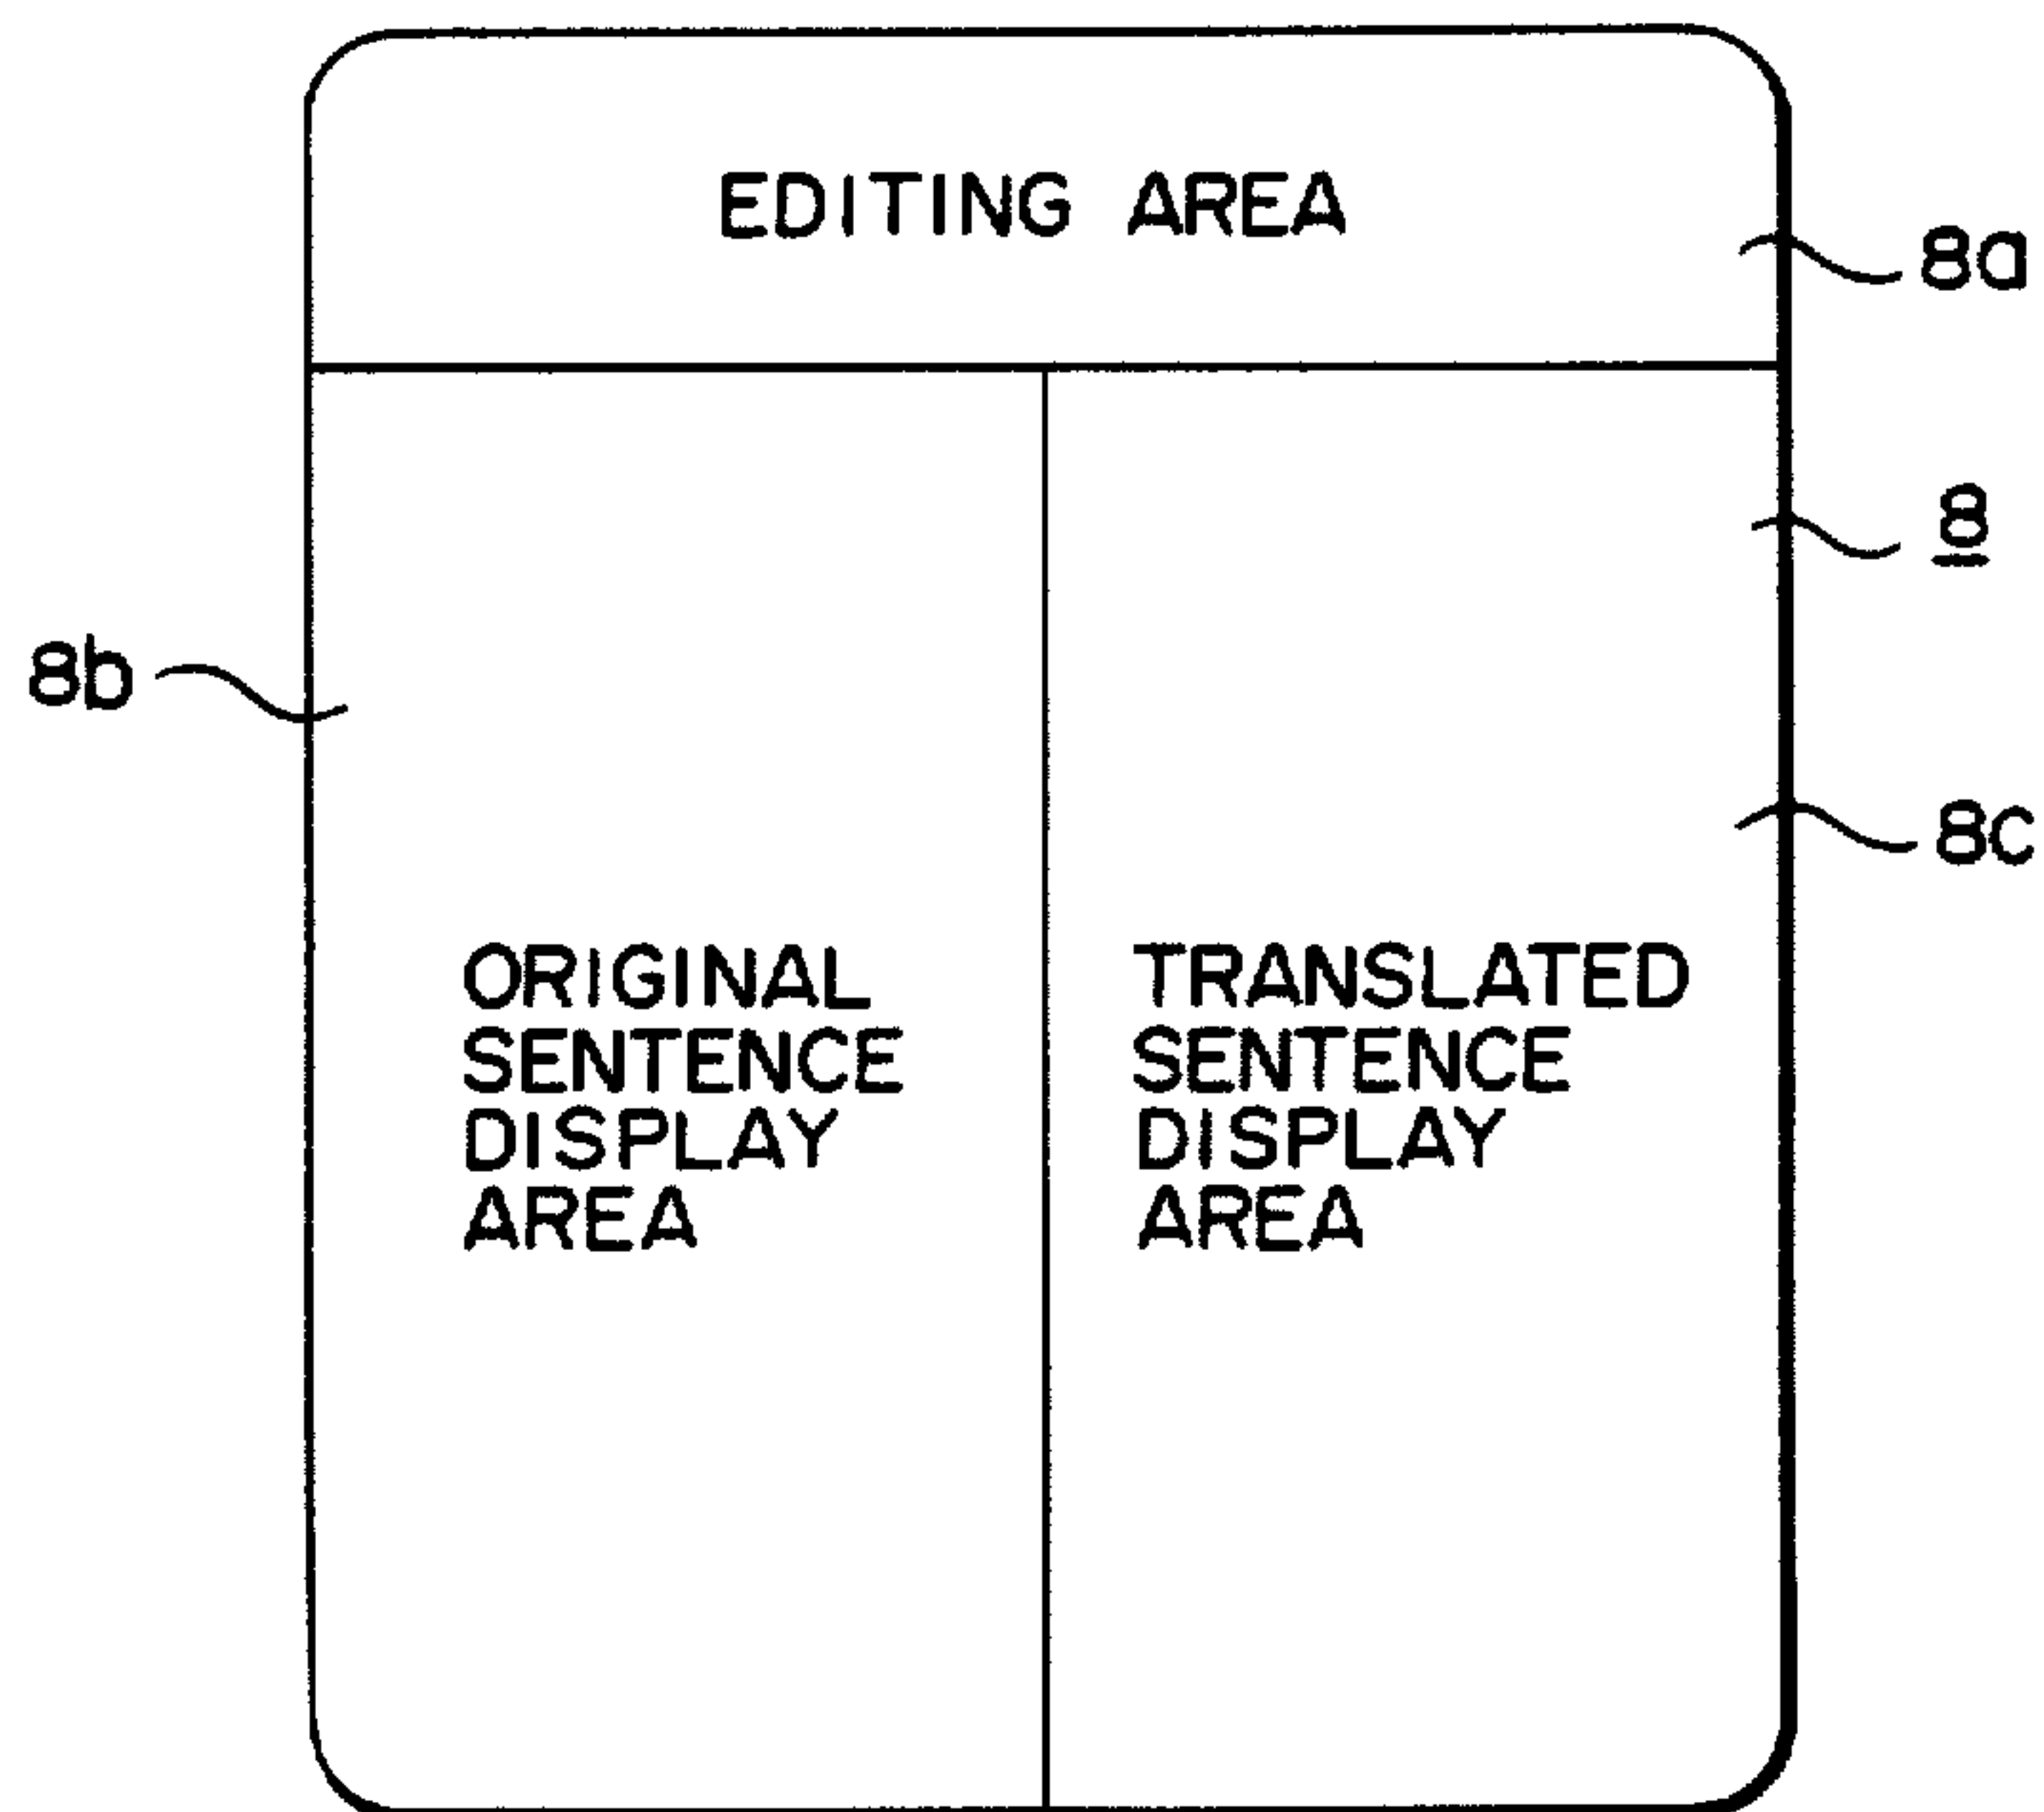 EDITING AREA
8a
8
8b
8c
ORIGINAL
SENTENCE
DISPLAY
AREA
TRANSLATED
SENTENCE
DISPLAY
AREA